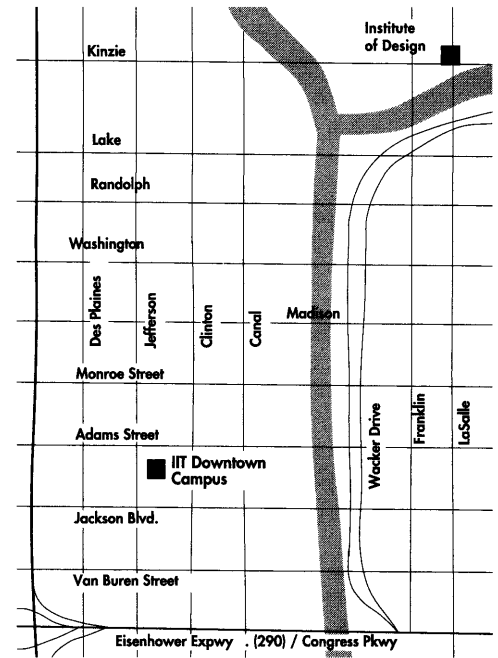 Institute
of Design
Kinzie
Lake
Randolph
Washington
Des Plaines
Jefferson
Clinton
Canal
Madison
Monroe Street
Wacker Drive
Franklin
LaSalle
Adams Street
IIT Downtown
Campus
Jackson Blvd.
Van Buren Street
Eisenhower Expwy . (290) / Congress Pkwy